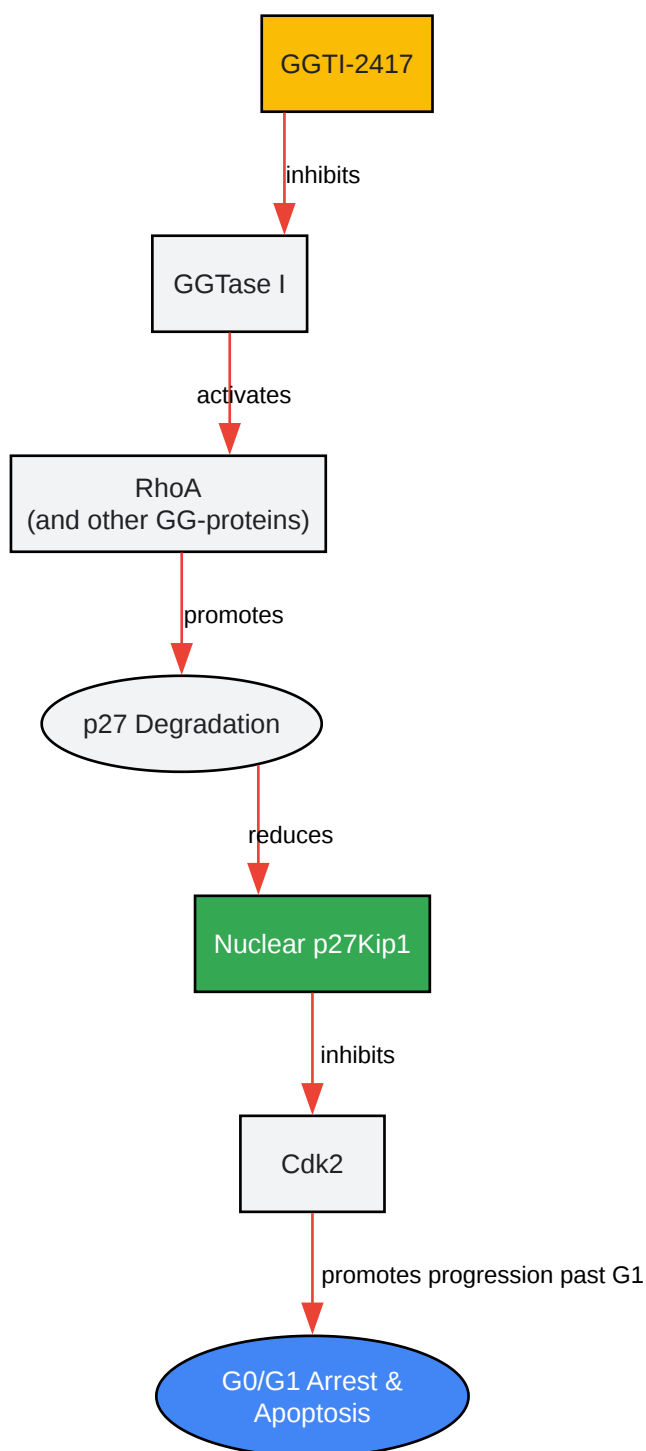 GGTI-2417
inhibits
GGTase I
activates
RhoA
(and other GG-proteins)
promotes
p27 Degradation
reduces
Nuclear p27Kip1
inhibits
Cdk2
promotes progression past G1
G0/G1 Arrest &
Apoptosis